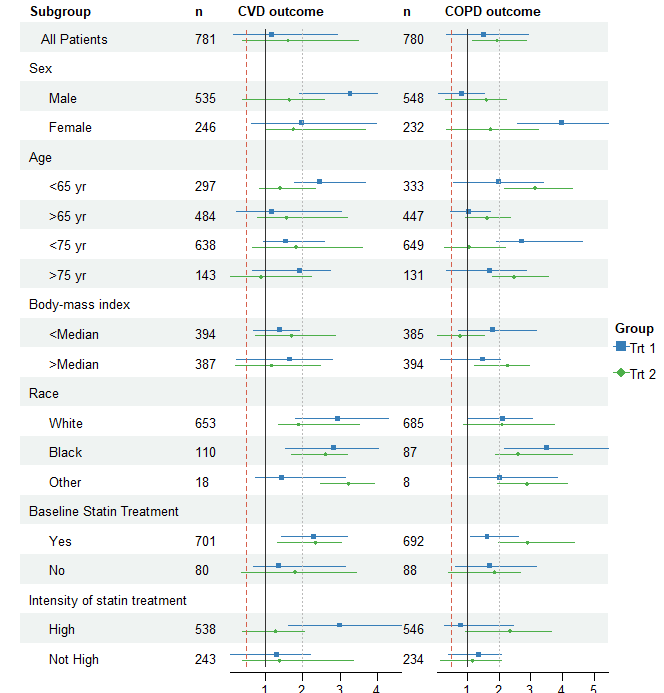 Subgroup n CVD outcome n COPD outcome
All Patients 781 780
Sex
Male 535 548
Female 246 232
Age
<65 yr 297 333
>65 yr 484 447
<75 yr 638 649
>75 yr 143 131
Body-mass index
<Median 394 385
>Median 387 394
Race
White 653 685
Black 110 87
Other 18 8
Baseline Statin Treatment
Yes 701 692
No 80 88
Intensity of statin treatment
High 538 546
Not High 243 234
1 2 3 4 1 2 3 4 5
Group
Trt 1
Trt 2